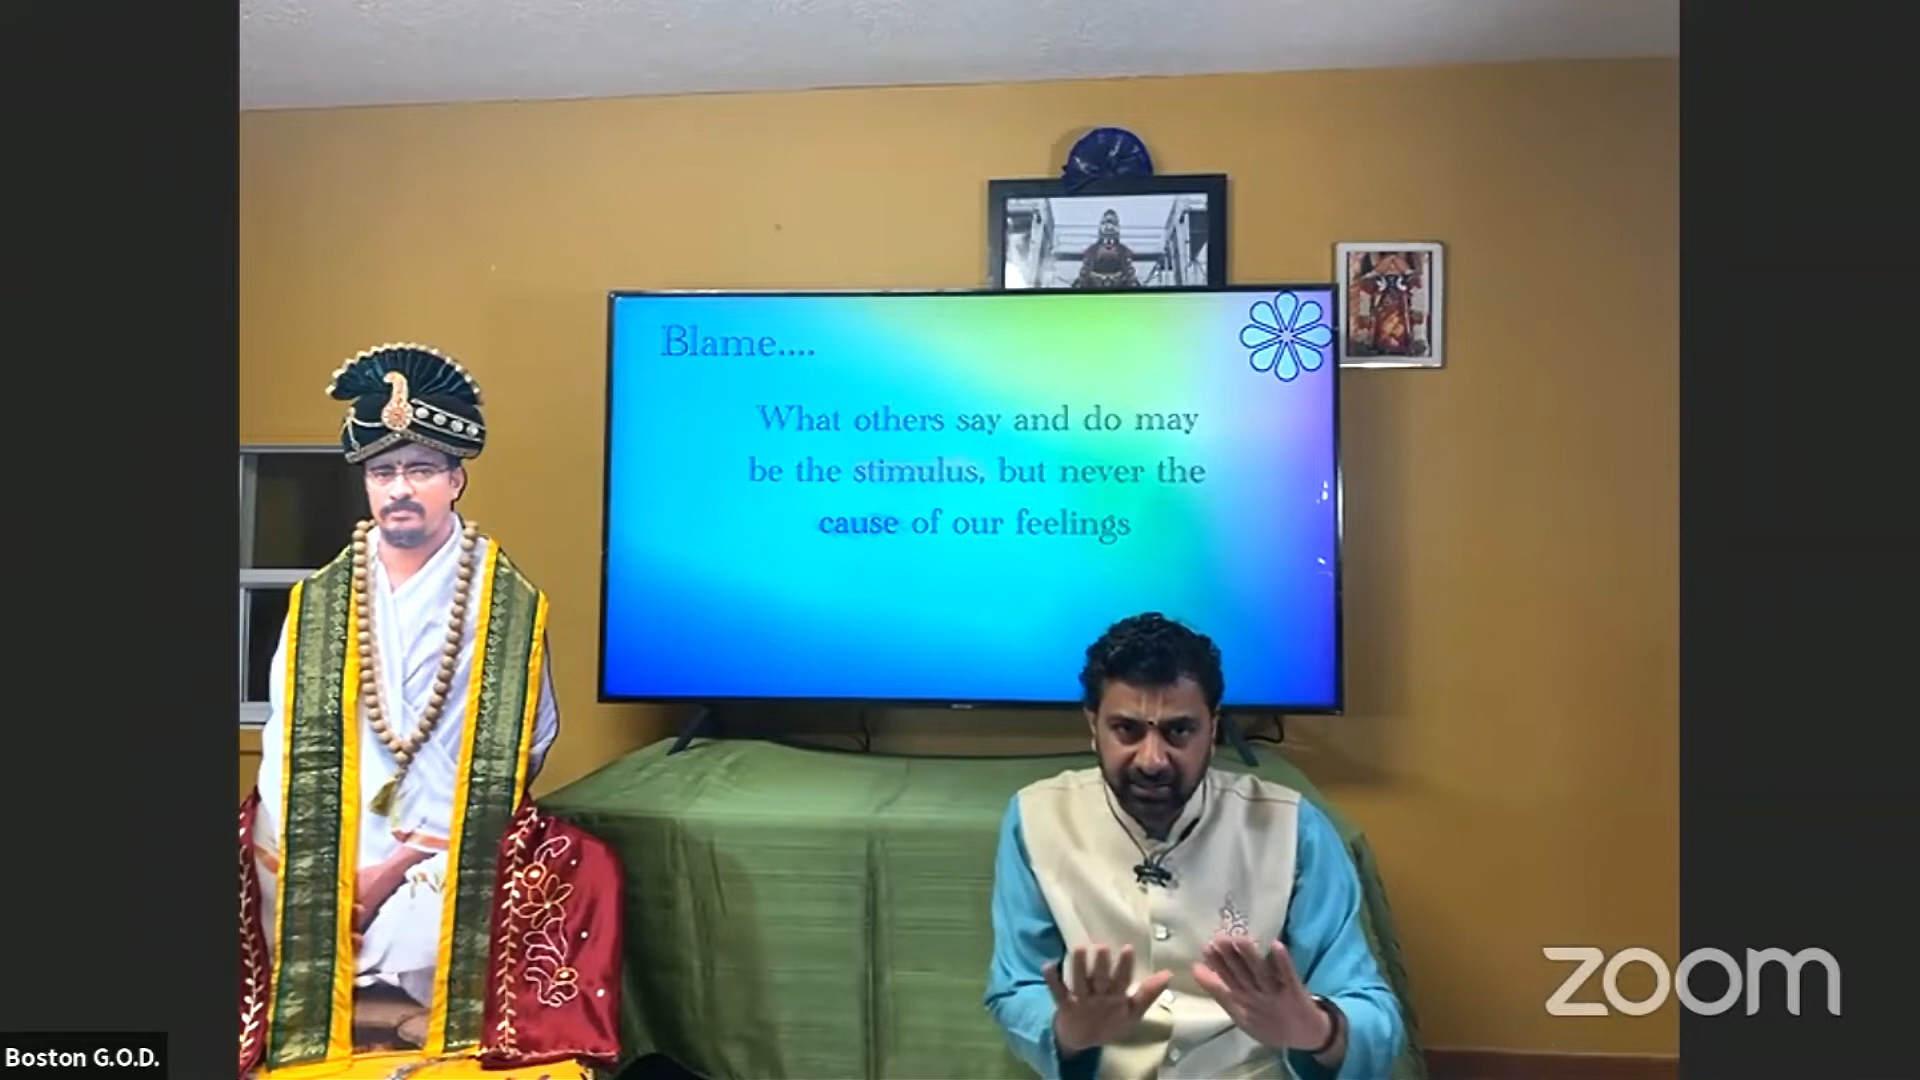 Blame....
What others say and do may
be the stimulus, but never the
cause of our feelings
zoom
Boston G.O.D.